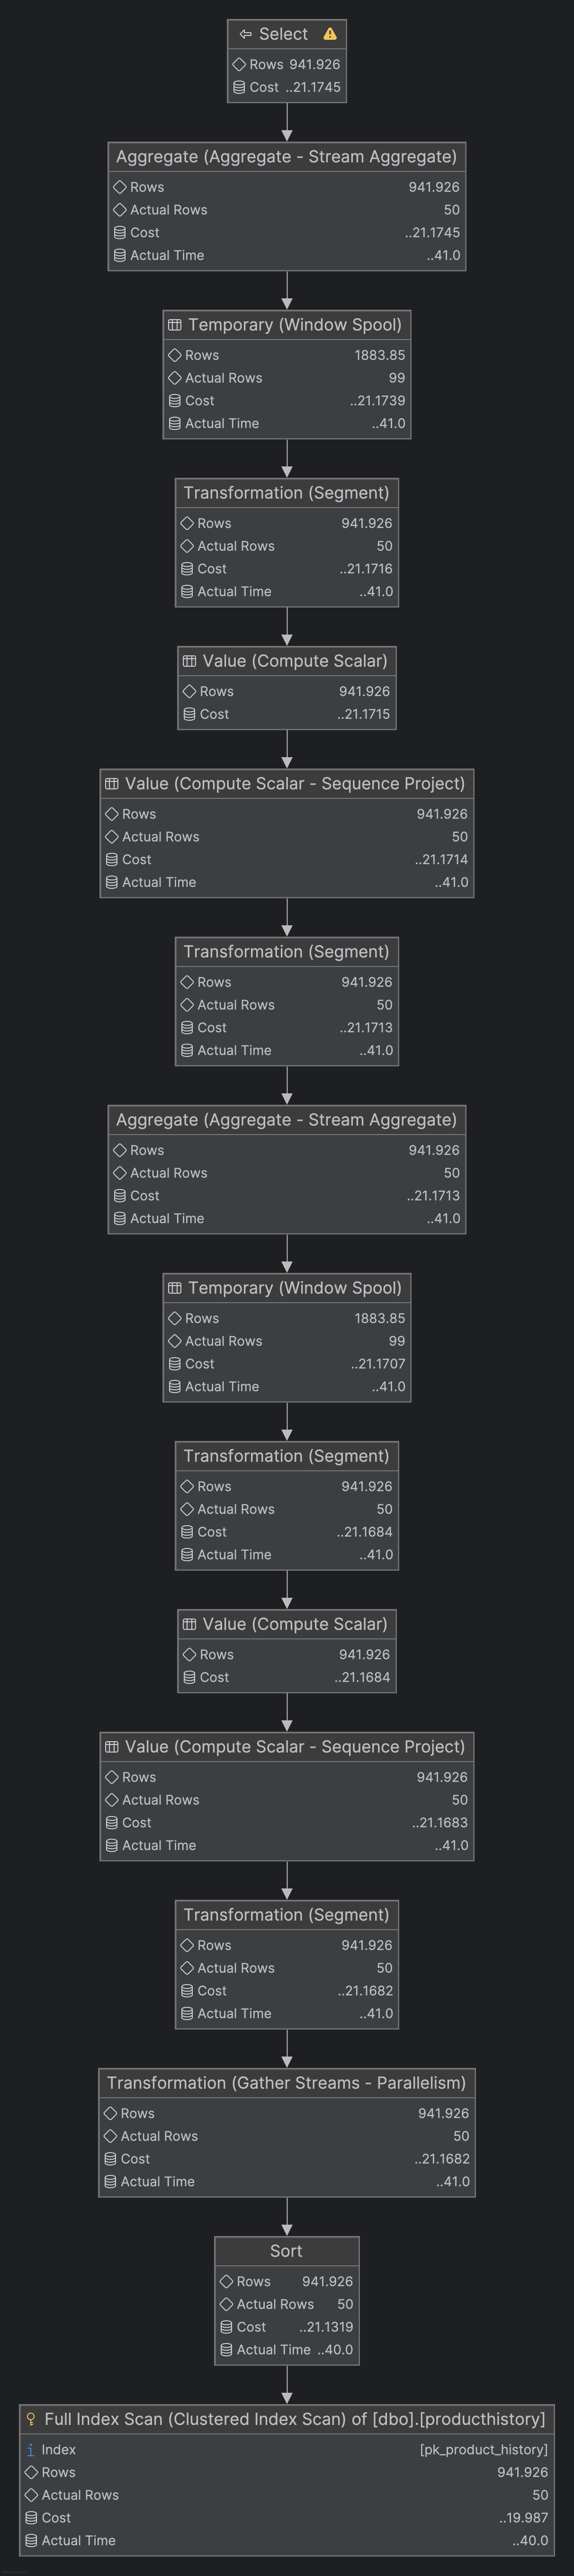 Select
Rows 941.926
Cost ..21.1745
Aggregate (Aggregate - Stream Aggregate)
Rows 941.926
Actual Rows 50
Cost ..21.1745
Actual Time ..41.0
Temporary (Window Spool)
Rows 1883.85
Actual Rows 99
Cost ..21.1739
Actual Time ..41.0
Transformation (Segment)
Rows 941.926
Actual Rows 50
Cost ..21.1716
Actual Time ..41.0
Value (Compute Scalar)
Rows 941.926
Cost ..21.1715
Value (Compute Scalar - Sequence Project)
Rows 941.926
Actual Rows 50
Cost ..21.1714
Actual Time ..41.0
Transformation (Segment)
Rows 941.926
Actual Rows 50
Cost ..21.1713
Actual Time ..41.0
Aggregate (Aggregate - Stream Aggregate)
Rows 941.926
Actual Rows 50
Cost ..21.1713
Actual Time ..41.0
Temporary (Window Spool)
Rows 1883.85
Actual Rows 99
Cost ..21.1707
Actual Time ..41.0
Transformation (Segment)
Rows 941.926
Actual Rows 50
Cost ..21.1684
Actual Time ..41.0
Value (Compute Scalar)
Rows 941.926
Cost ..21.1684
Value (Compute Scalar - Sequence Project)
Rows 941.926
Actual Rows 50
Cost ..21.1683
Actual Time ..41.0
Transformation (Segment)
Rows 941.926
Actual Rows 50
Cost ..21.1682
Actual Time ..41.0
Transformation (Gather Streams - Parallelism)
Rows 941.926
Actual Rows 50
Cost ..21.1682
Actual Time ..41.0
Sort
Rows 941.926
Actual Rows 50
Cost ..21.1319
Actual Time ..40.0
Full Index Scan (Clustered Index Scan) of [dbo].[producthistory]
Index [pk_product_history]
Rows 941.926
Actual Rows 50
Cost ..19.987
Actual Time ..40.0